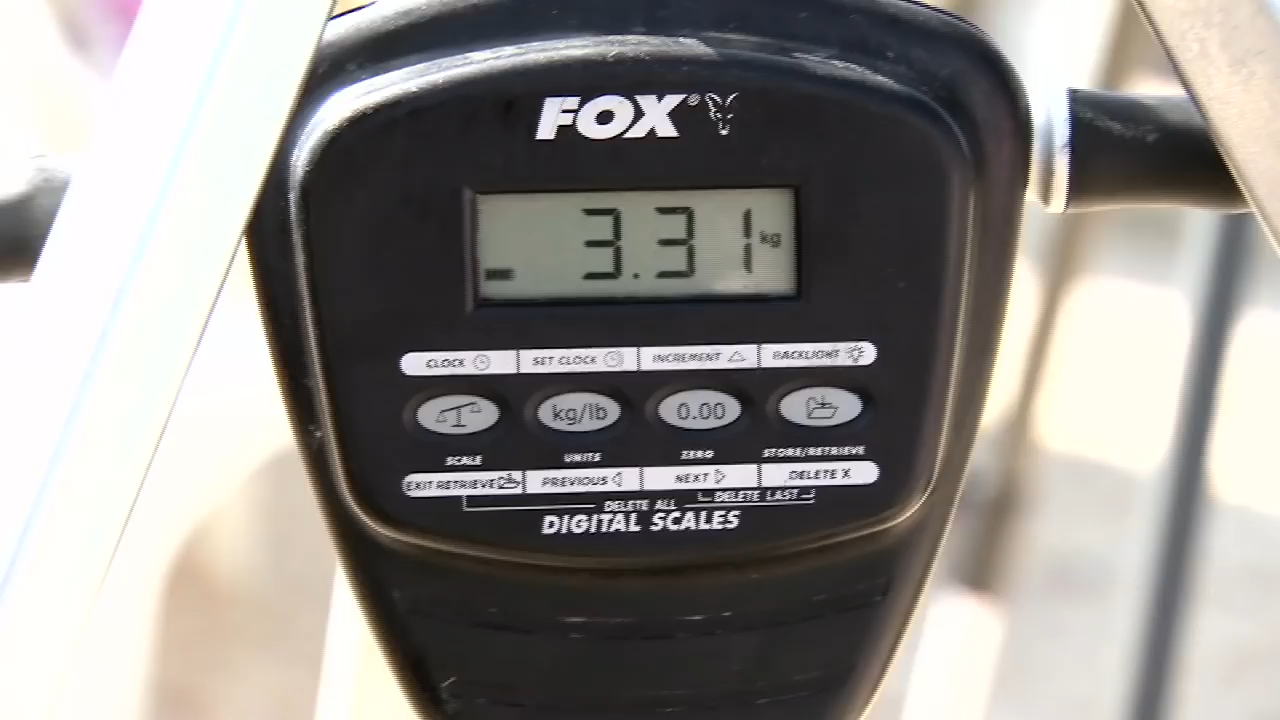 FOX®
3.31 kg
CLOCK SET CLOCK INCREMENT BACKLIGHT
kg/lb 0.00
SCALE UNITS ZERO STORE/RETRIEVE
EXIT RETRIEVE PREVIOUS NEXT DELETE X
DELETE ALL DELETE LAST
DIGITAL SCALES